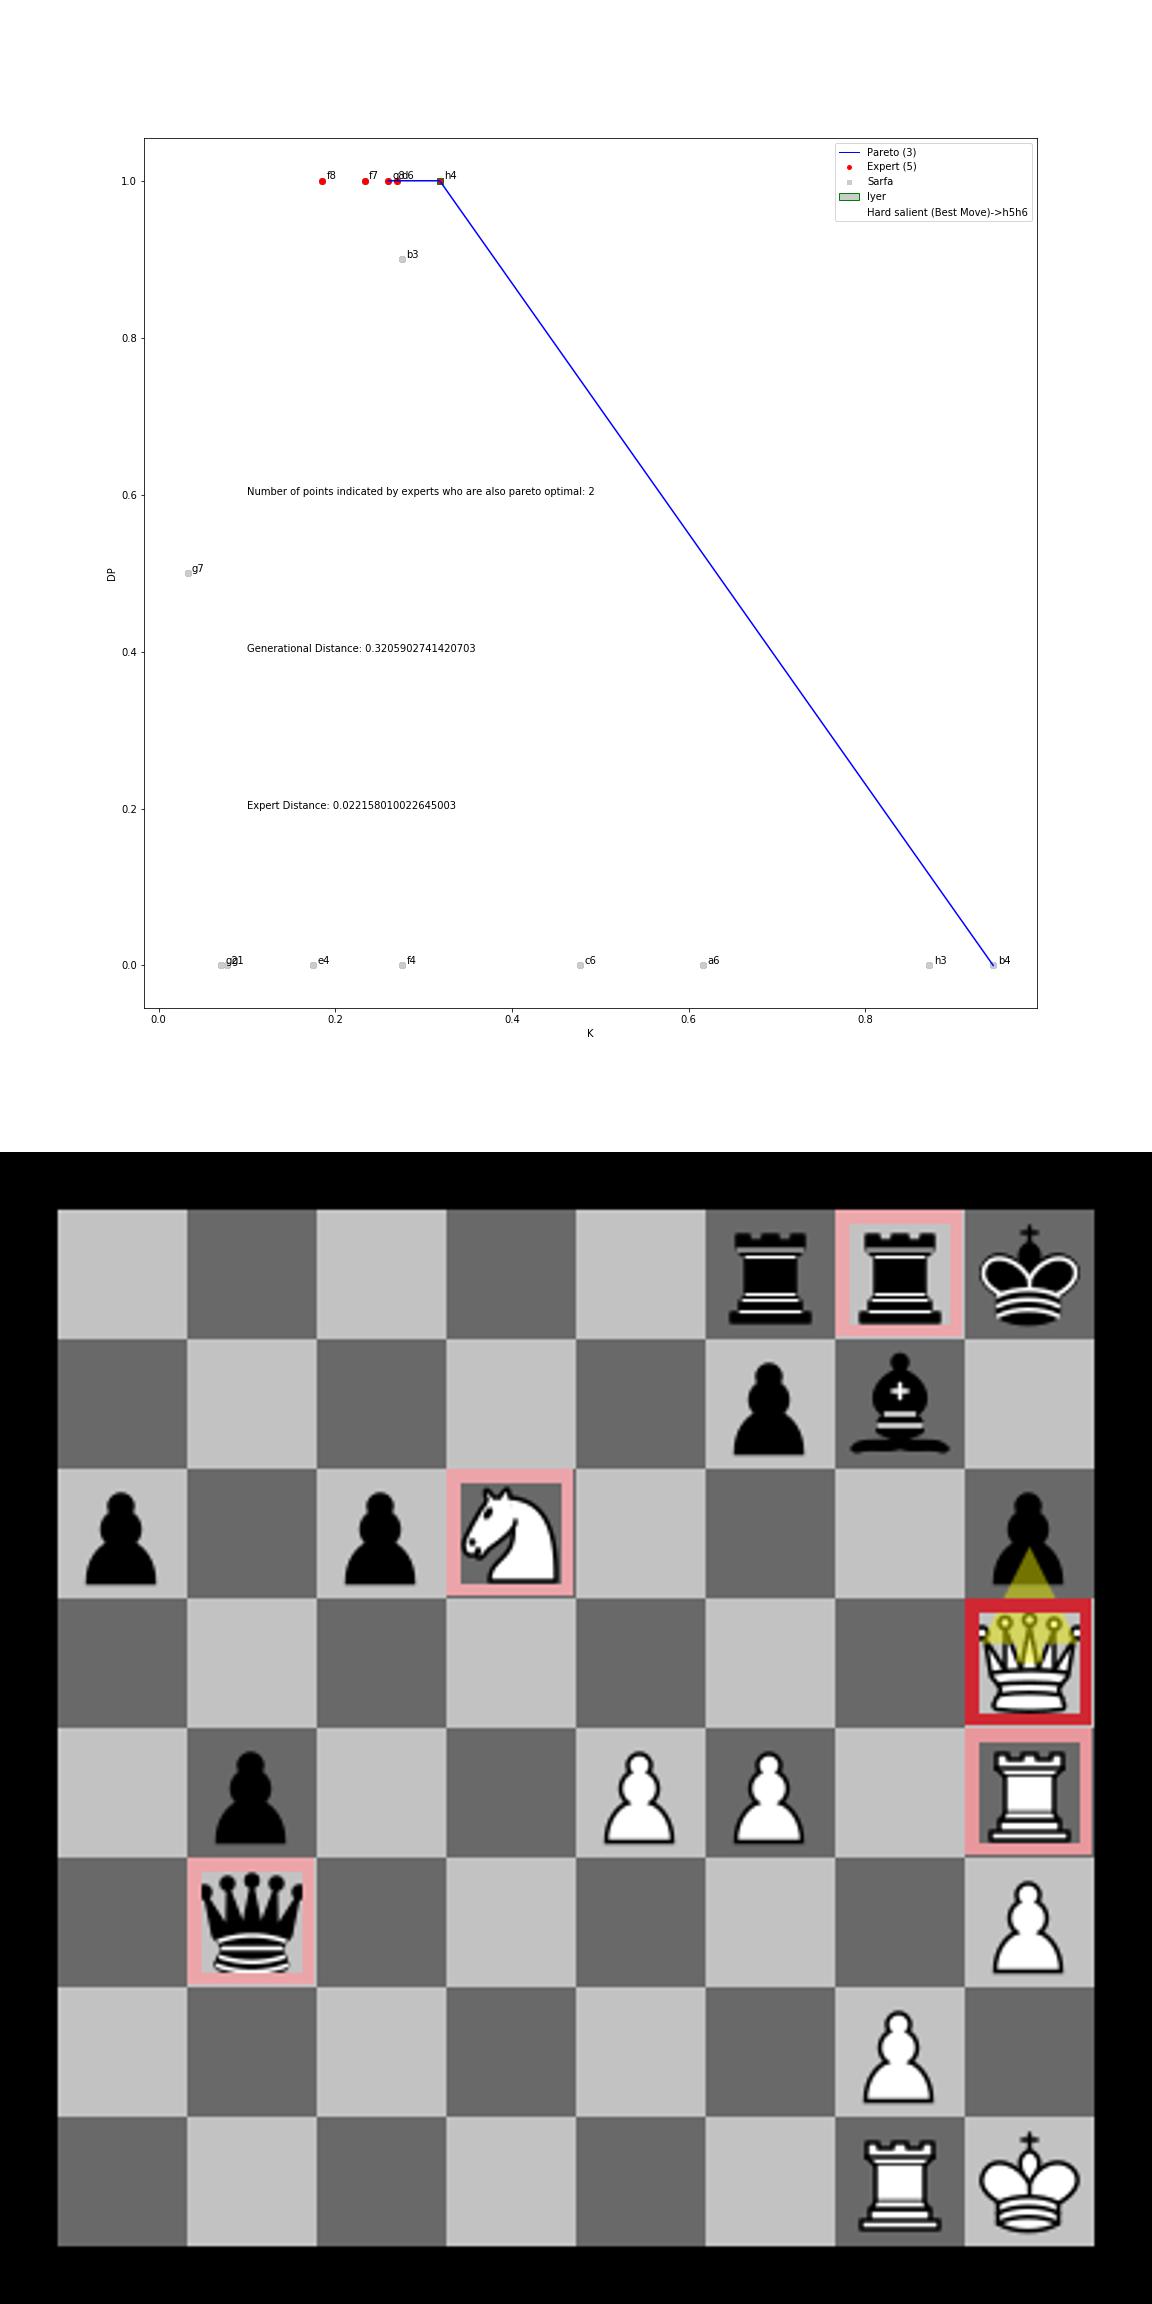 Pareto (3)
Expert (5)
Sarfa
Iyer
Hard salient (Best Move)->h5h6
f8
f7
h4
b3
Number of points indicated by experts who are also pareto optimal: 2
g7
Generational Distance: 0.3205902741420703
Expert Distance: 0.022158010022645003
e4
f4
c6
a6
h3
b4
1.0
0.8
0.6
0.4
0.2
0.0
DP
0.0
0.2
0.4
0.6
0.8
K